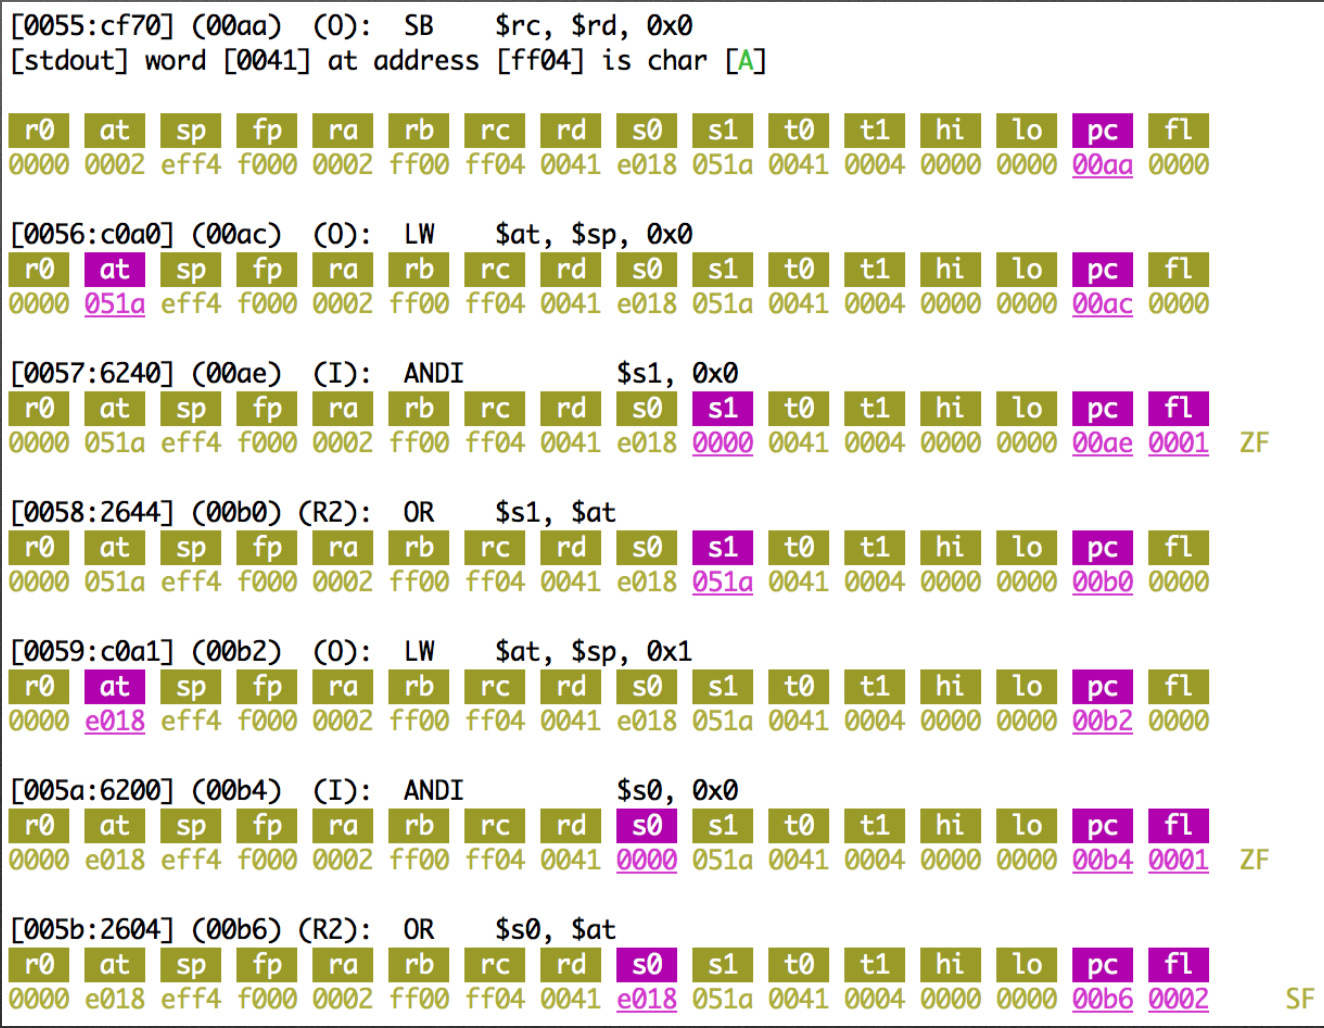 [0055:cf70] (00aa)  (O):  SB    $rc, $rd, 0x0
[stdout] word [0041] at address [ff04] is char [A]
r0 at sp fp ra rb rc rd s0 s1 t0 t1 hi lo pc fl
0000 0002 eff4 f000 0002 ff00 ff04 0041 e018 051a 0041 0004 0000 0000 00aa 0000
[0056:c0a0] (00ac)  (O):  LW    $at, $sp, 0x0
r0 at sp fp ra rb rc rd s0 s1 t0 t1 hi lo pc fl
0000 051a eff4 f000 0002 ff00 ff04 0041 e018 051a 0041 0004 0000 0000 00ac 0000
[0057:6240] (00ae)  (I):  ANDI          $s1, 0x0
r0 at sp fp ra rb rc rd s0 s1 t0 t1 hi lo pc fl
0000 051a eff4 f000 0002 ff00 ff04 0041 e018 0000 0041 0004 0000 0000 00ae 0001  ZF
[0058:2644] (00b0) (R2):  OR    $s1, $at
r0 at sp fp ra rb rc rd s0 s1 t0 t1 hi lo pc fl
0000 051a eff4 f000 0002 ff00 ff04 0041 e018 051a 0041 0004 0000 0000 00b0 0000
[0059:c0a1] (00b2)  (O):  LW    $at, $sp, 0x1
r0 at sp fp ra rb rc rd s0 s1 t0 t1 hi lo pc fl
0000 e018 eff4 f000 0002 ff00 ff04 0041 e018 051a 0041 0004 0000 0000 00b2 0000
[005a:6200] (00b4)  (I):  ANDI          $s0, 0x0
r0 at sp fp ra rb rc rd s0 s1 t0 t1 hi lo pc fl
0000 e018 eff4 f000 0002 ff00 ff04 0041 0000 051a 0041 0004 0000 0000 00b4 0001  ZF
[005b:2604] (00b6) (R2):  OR    $s0, $at
r0 at sp fp ra rb rc rd s0 s1 t0 t1 hi lo pc fl
0000 e018 eff4 f000 0002 ff00 ff04 0041 e018 051a 0041 0004 0000 0000 00b6 0002     SF